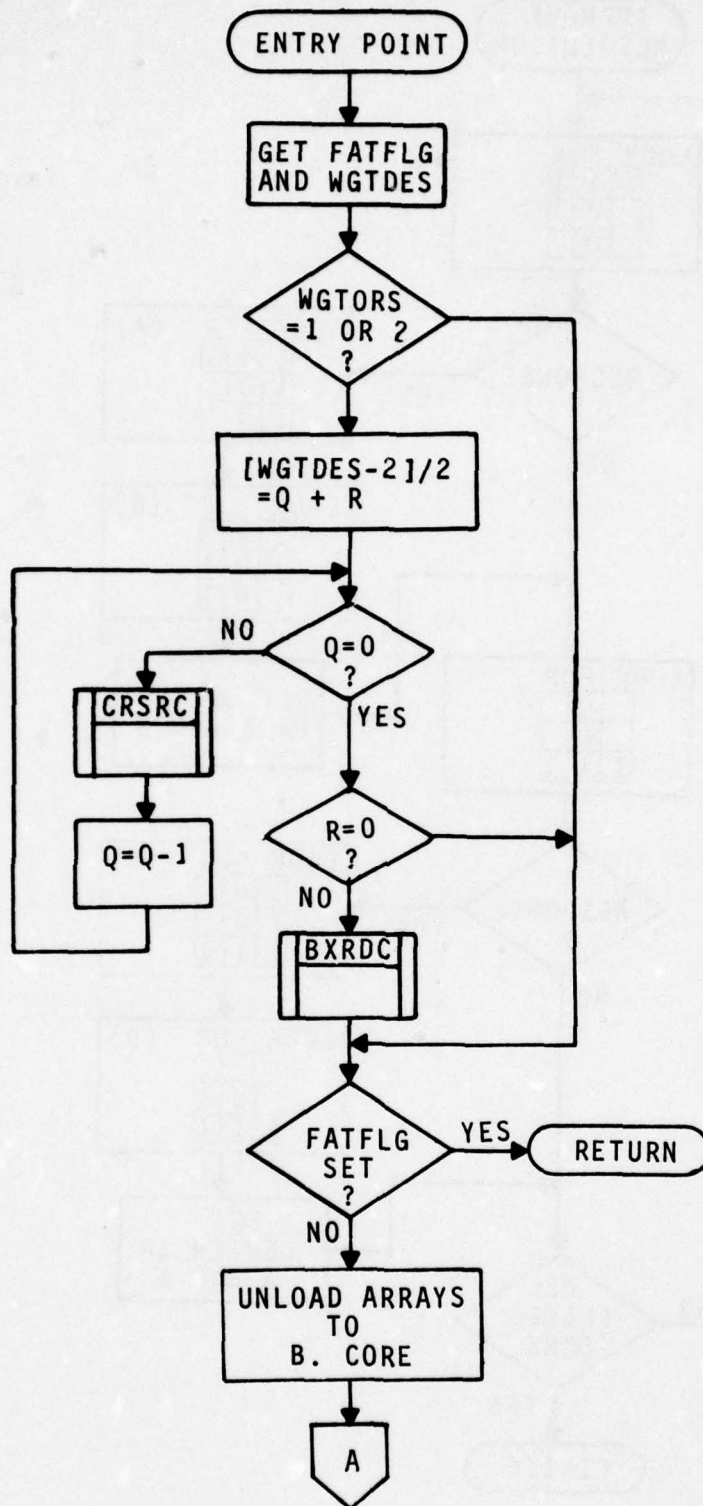 ENTRY POINT
GET FATFLG
AND WGTDES
WGTORS
=1 OR 2
?
[WGTDES-2]/2
=Q + R
NO
Q=0
?
YES
CRSRC
Q=Q-1
R=0
?
NO
BXRDC
FATFLG
SET
?
YES
RETURN
NO
UNLOAD ARRAYS
TO
B. CORE
A